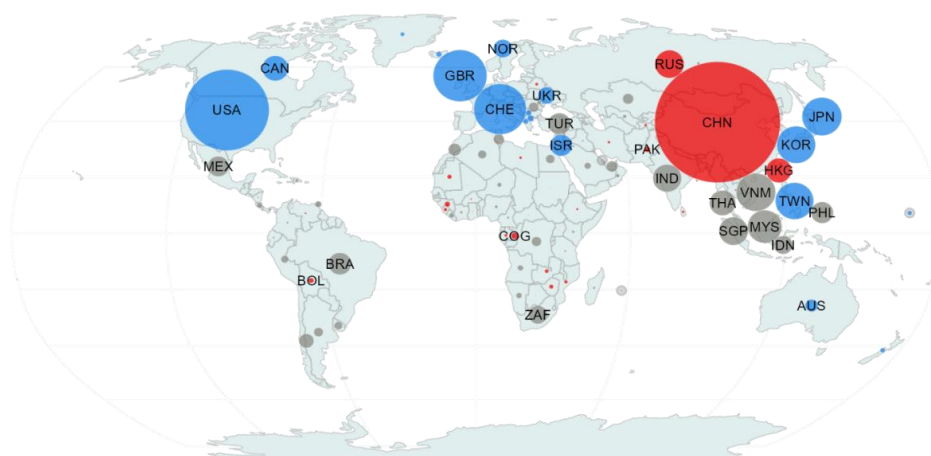 NOR
RUS
CAN
GBR
UKR
USA
CHE
TUR
CHN
JPN
ISR
KOR
PAK
MEX
HKG
IND
VNM
THA
TWN
PHL
SGP
MYS
COG
IDN
BRA
BOL
AUS
ZAF